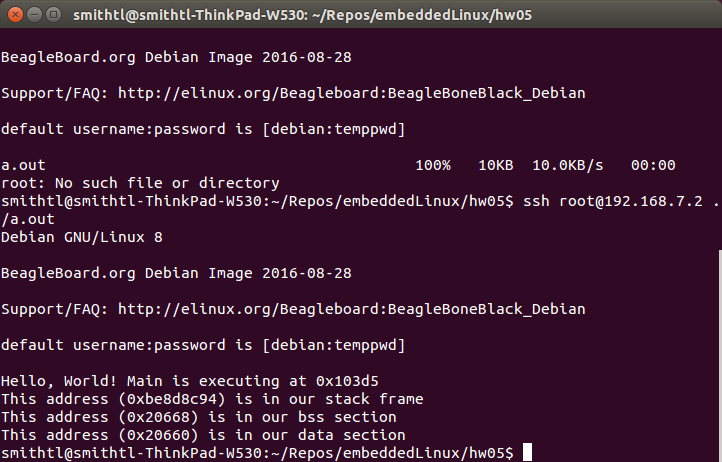 smithtl@smithtl-ThinkPad-W530: ~/Repos/embeddedLinux/hw05
BeagleBoard.org Debian Image 2016-08-28
Support/FAQ: http://elinux.org/Beagleboard:BeagleBoneBlack_Debian
default username:password is [debian:temppwd]
a.out 100% 10KB 10.0KB/s 00:00
root: No such file or directory
smithtl@smithtl-ThinkPad-W530:~/Repos/embeddedLinux/hw05$ ssh root@192.168.7.2 .
/a.out
Debian GNU/Linux 8
BeagleBoard.org Debian Image 2016-08-28
Support/FAQ: http://elinux.org/Beagleboard:BeagleBoneBlack_Debian
default username:password is [debian:temppwd]
Hello, World! Main is executing at 0x103d5
This address (0xbe8d8c94) is in our stack frame
This address (0x20668) is in our bss section
This address (0x20660) is in our data section
smithtl@smithtl-ThinkPad-W530:~/Repos/embeddedLinux/hw05$